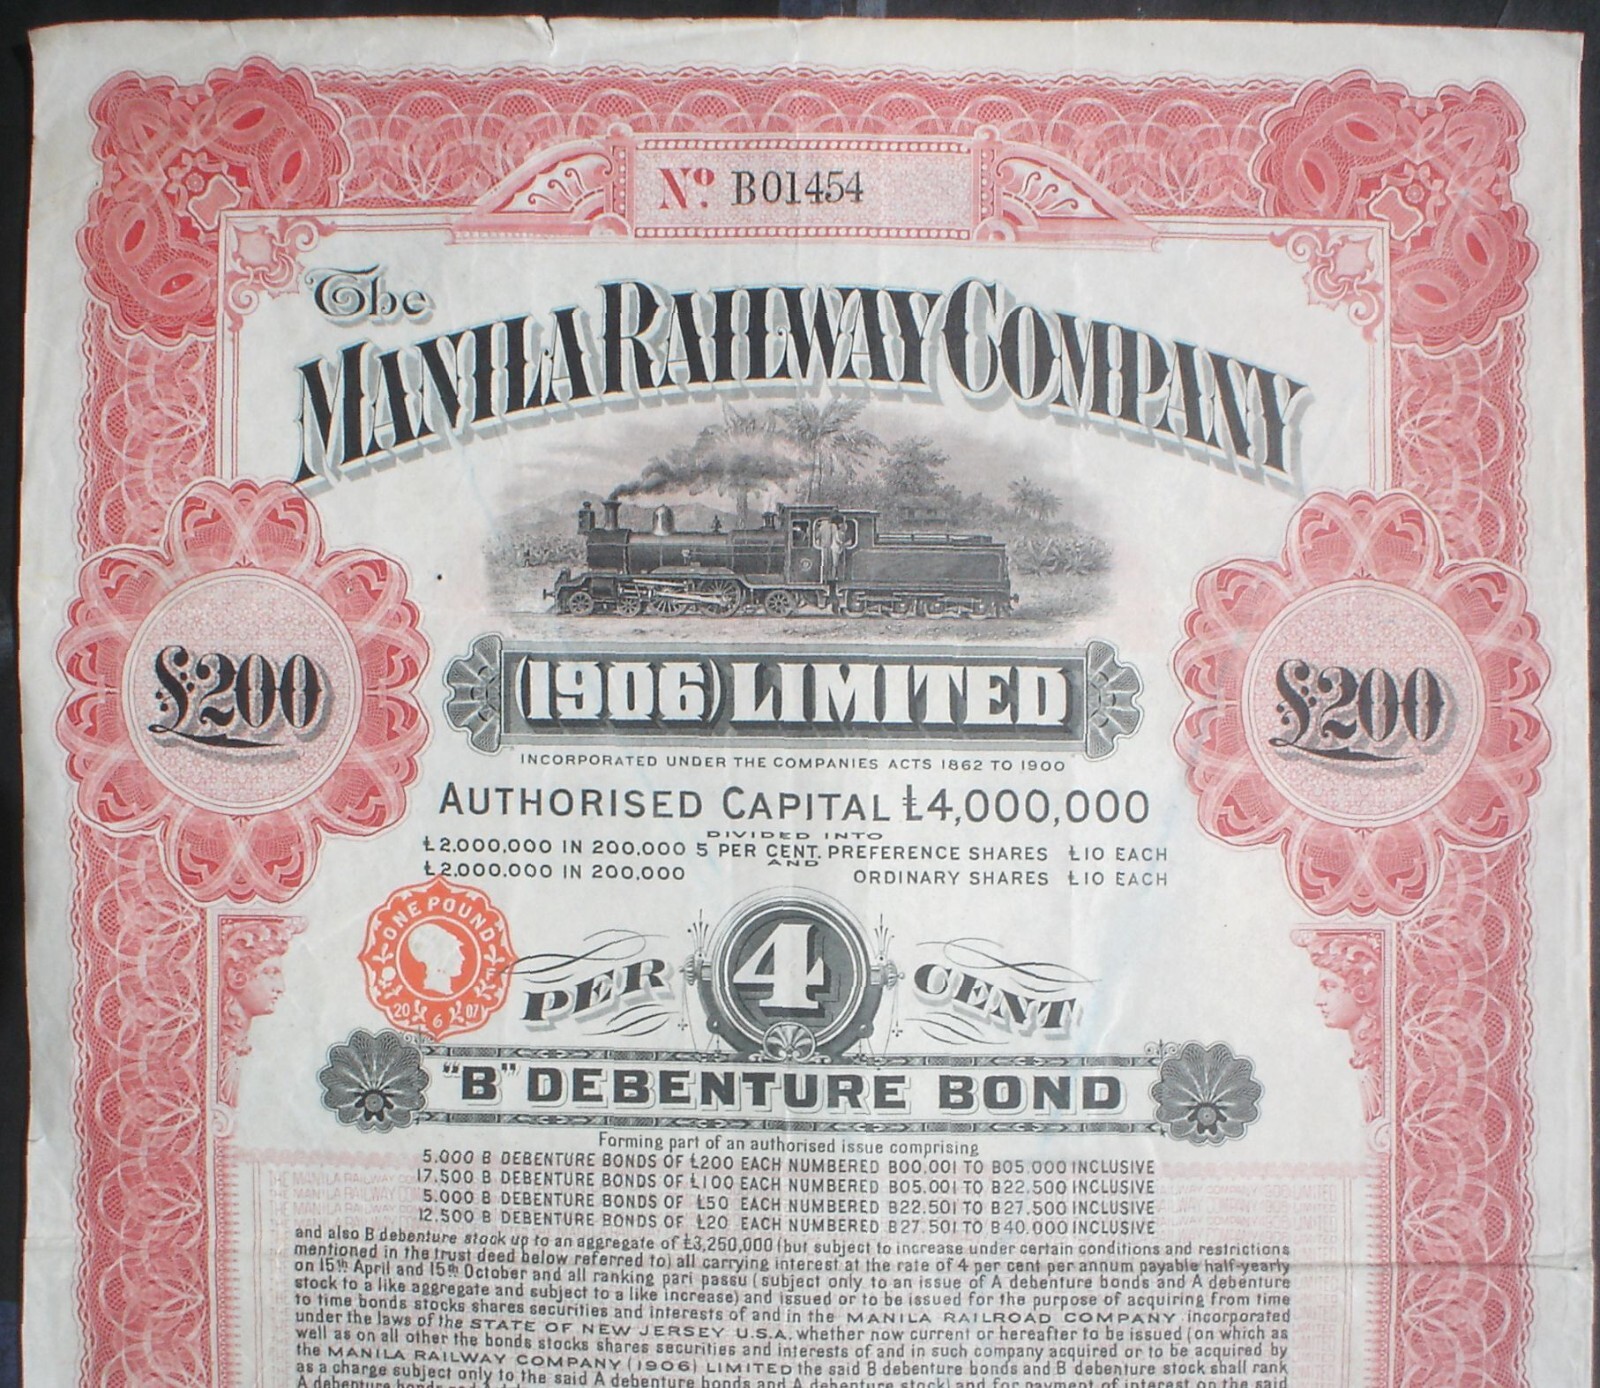 Nº. B01454
The
MANILA RAILWAY COMPANY
(1906) LIMITED
£200
£200
INCORPORATED UNDER THE COMPANIES ACTS 1862 TO 1900
AUTHORISED CAPITAL £4,000,000
DIVIDED INTO
£2.000,000 IN 200,000 5 PER CENT. PREFERENCE SHARES £10 EACH
AND
£2.000,000 IN 200,000 ORDINARY SHARES £10 EACH
ONE POUND
20 6 07
PER 4 CENT
"B" DEBENTURE BOND
Forming part of an authorised issue comprising
5.000 B DEBENTURE BONDS OF £200 EACH NUMBERED B00,001 TO B05.000 INCLUSIVE
17,500 B DEBENTURE BONDS OF £100 EACH NUMBERED B05.001 TO B22.500 INCLUSIVE
5.000 B DEBENTURE BONDS OF £50 EACH NUMBERED B22.501 TO B27.500 INCLUSIVE
12.500 B DEBENTURE BONDS OF £20 EACH NUMBERED B27.501 TO B40.000 INCLUSIVE
and also B debenture stock up to an aggregate of £3,250,000 (but subject to increase under certain conditions and restrictions
mentioned in the trust deed below referred to) all carrying interest at the rate of 4 per cent per annum payable half-yearly
on 15th April and 15th October and all ranking pari passu (subject only to an issue of A debenture bonds and A debenture
stock to a like aggregate and subject to a like increase) and issued or to be issued for the purpose of acquiring from time
to time bonds stocks shares securities and interests of and in the MANILA RAILROAD COMPANY incorporated
under the laws of the STATE OF NEW JERSEY U.S.A. whether now current or hereafter to be issued (on which as
well as on all other the bonds stocks shares securities and interests of and in such company acquired or to be acquired by
the MANILA RAILWAY COMPANY (1906) LIMITED the said B debenture bonds and B debenture stock shall rank
as a charge subject only to the said A debenture bonds and A debenture stock) and for payment of interest on the said